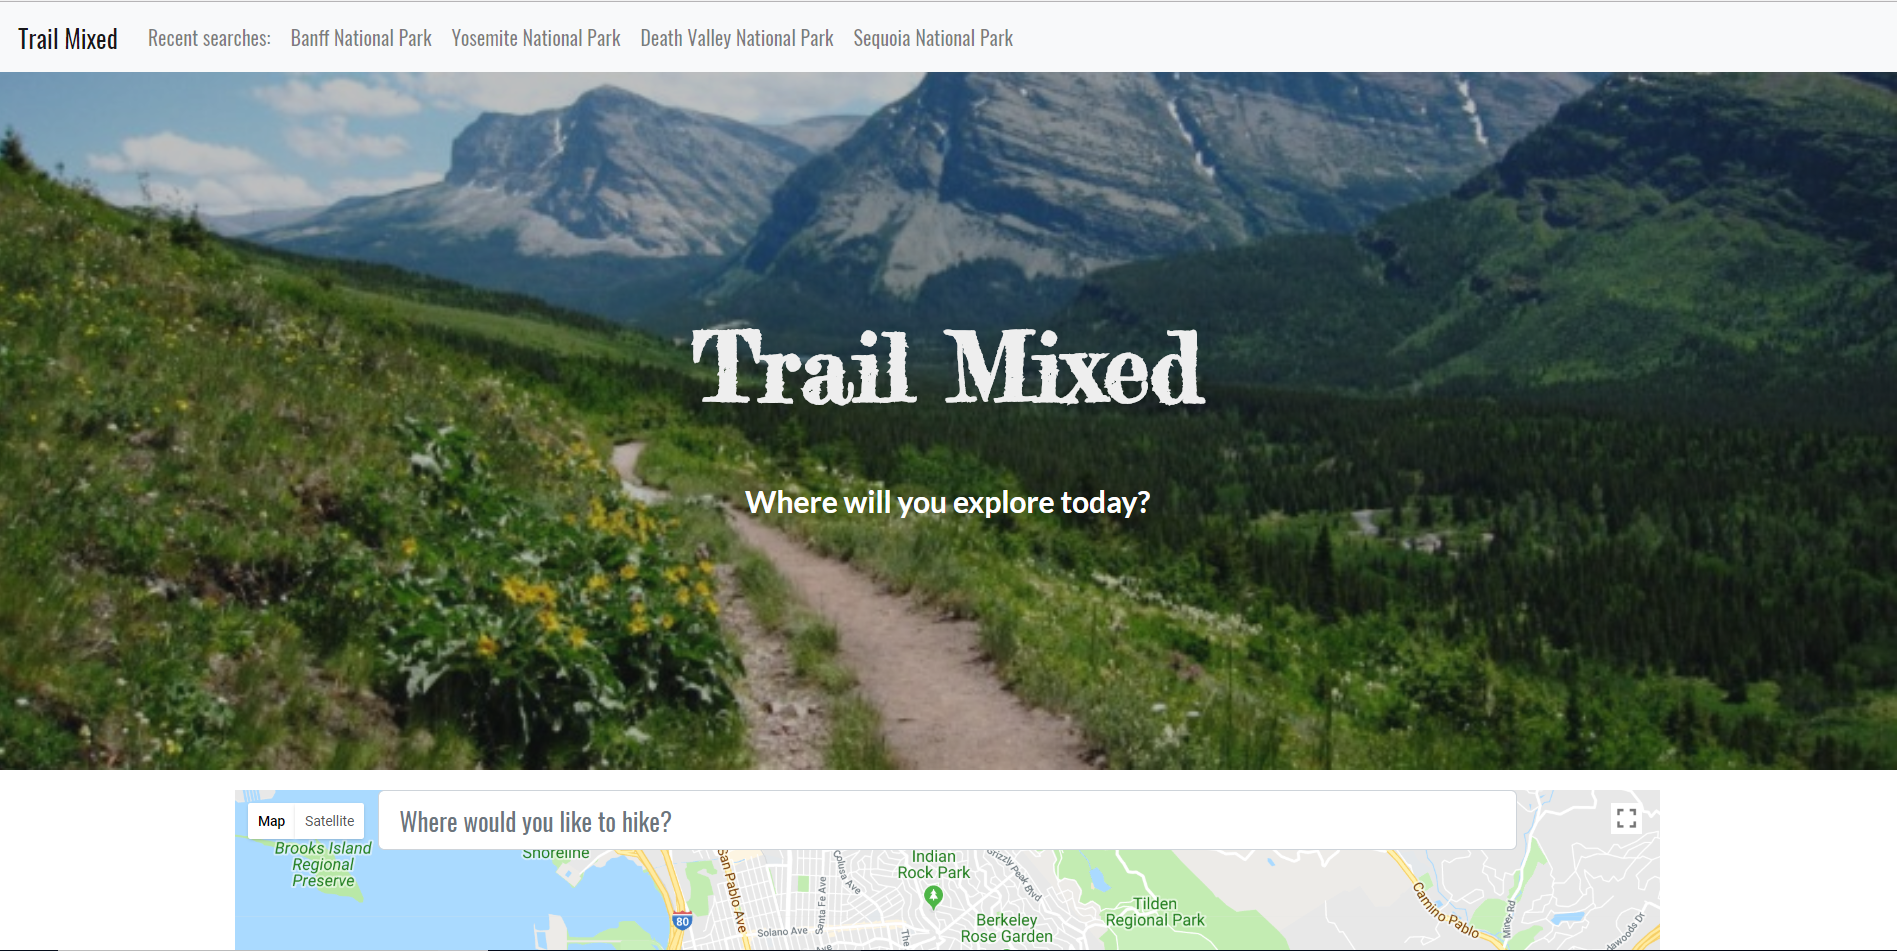 Trail Mixed Recent searches: Banff National Park Yosemite National Park Death Valley National Park Sequoia National Park
Trail Mixed
Where will you explore today?
Map Satellite
Where would you like to hike?
Brooks Island
Regional
Preserve
Shoreline
San Pablo Ave
Colusa Ave
Santa Fe Ave
Indian
Rock Park
Grizzly Peak Blvd
Tilden
Regional Park
Camino Pablo
Miner Rd
80
Solano Ave
The
Berkeley
Rose Garden